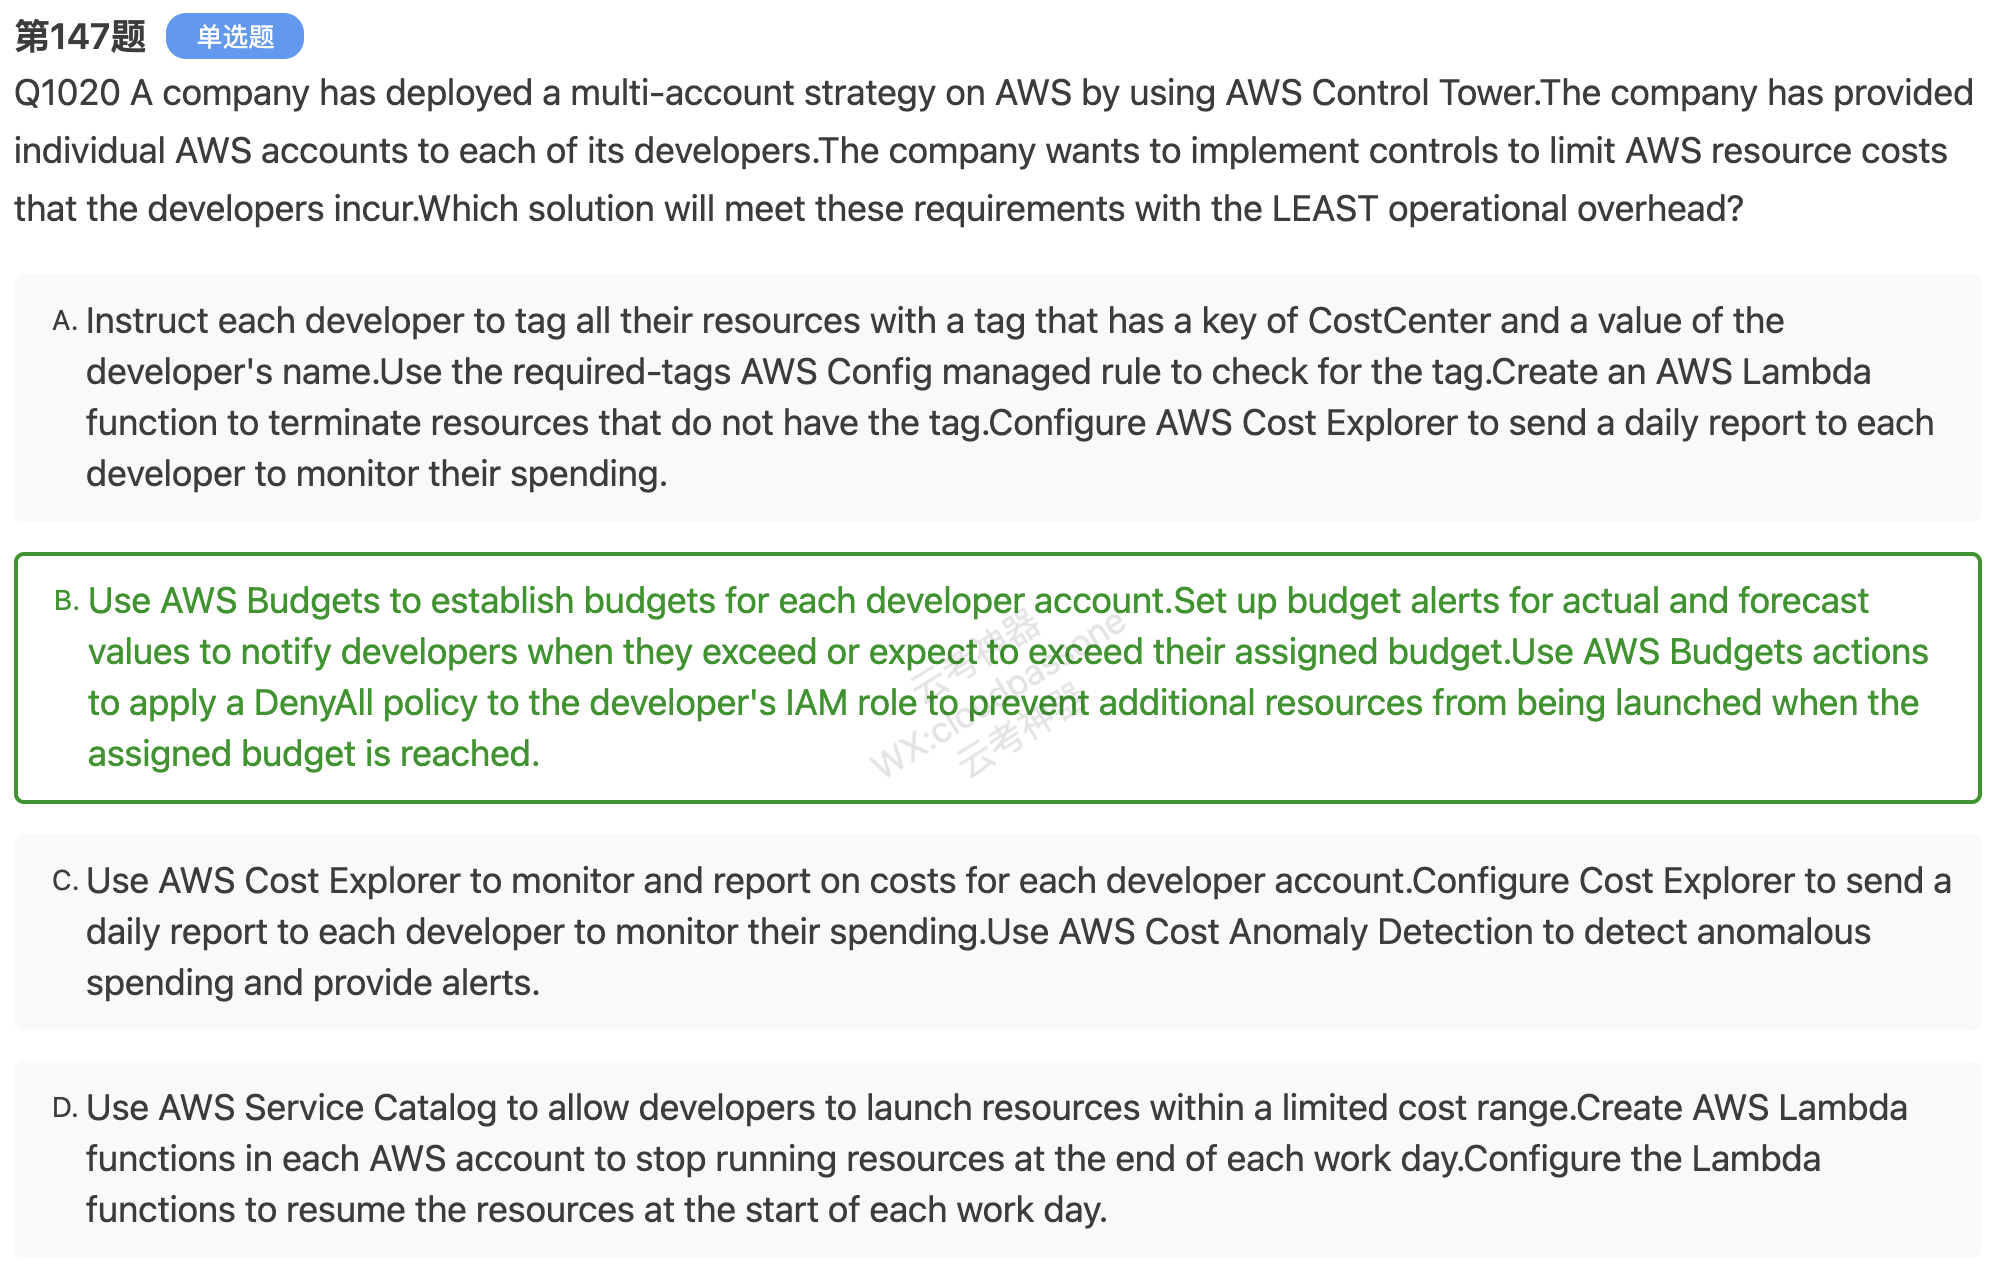 第147题 单选题
Q1020 A company has deployed a multi-account strategy on AWS by using AWS Control Tower.The company has provided
individual AWS accounts to each of its developers.The company wants to implement controls to limit AWS resource costs
that the developers incur.Which solution will meet these requirements with the LEAST operational overhead?
A. Instruct each developer to tag all their resources with a tag that has a key of CostCenter and a value of the
developer's name.Use the required-tags AWS Config managed rule to check for the tag.Create an AWS Lambda
function to terminate resources that do not have the tag.Configure AWS Cost Explorer to send a daily report to each
developer to monitor their spending.
B. Use AWS Budgets to establish budgets for each developer account.Set up budget alerts for actual and forecast
values to notify developers when they exceed or expect to exceed their assigned budget.Use AWS Budgets actions
to apply a DenyAll policy to the developer's IAM role to prevent additional resources from being launched when the
assigned budget is reached.
云考神器
WX:cloudpassone
云考神器
C. Use AWS Cost Explorer to monitor and report on costs for each developer account.Configure Cost Explorer to send a
daily report to each developer to monitor their spending.Use AWS Cost Anomaly Detection to detect anomalous
spending and provide alerts.
D. Use AWS Service Catalog to allow developers to launch resources within a limited cost range.Create AWS Lambda
functions in each AWS account to stop running resources at the end of each work day.Configure the Lambda
functions to resume the resources at the start of each work day.